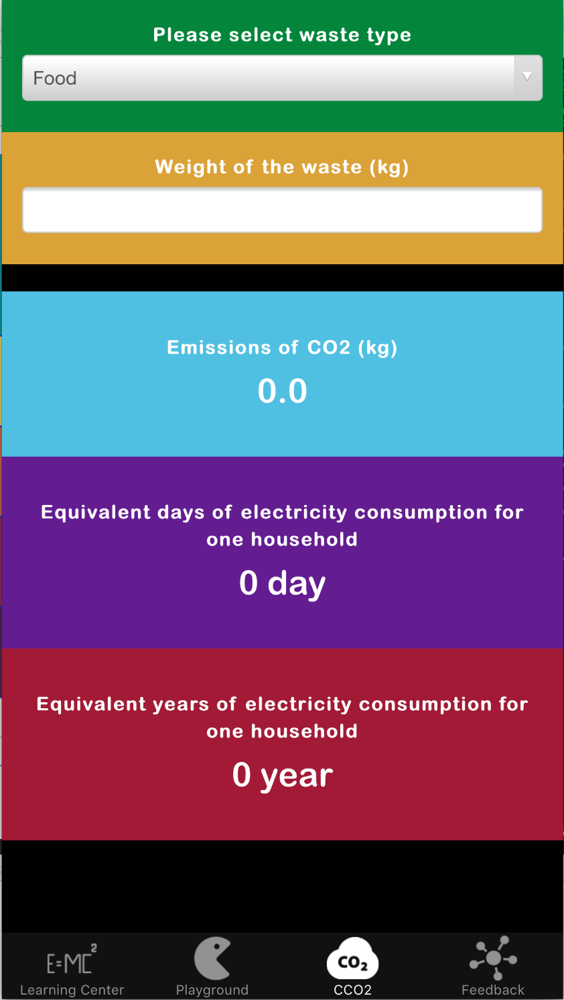 Please select waste type
Food
Weight of the waste (kg)
Emissions of CO2 (kg)
0.0
Equivalent days of electricity consumption for
one household
0 day
Equivalent years of electricity consumption for
one household
0 year
E=MC²
CO₂
Learning Center
Playground
CCO2
Feedback